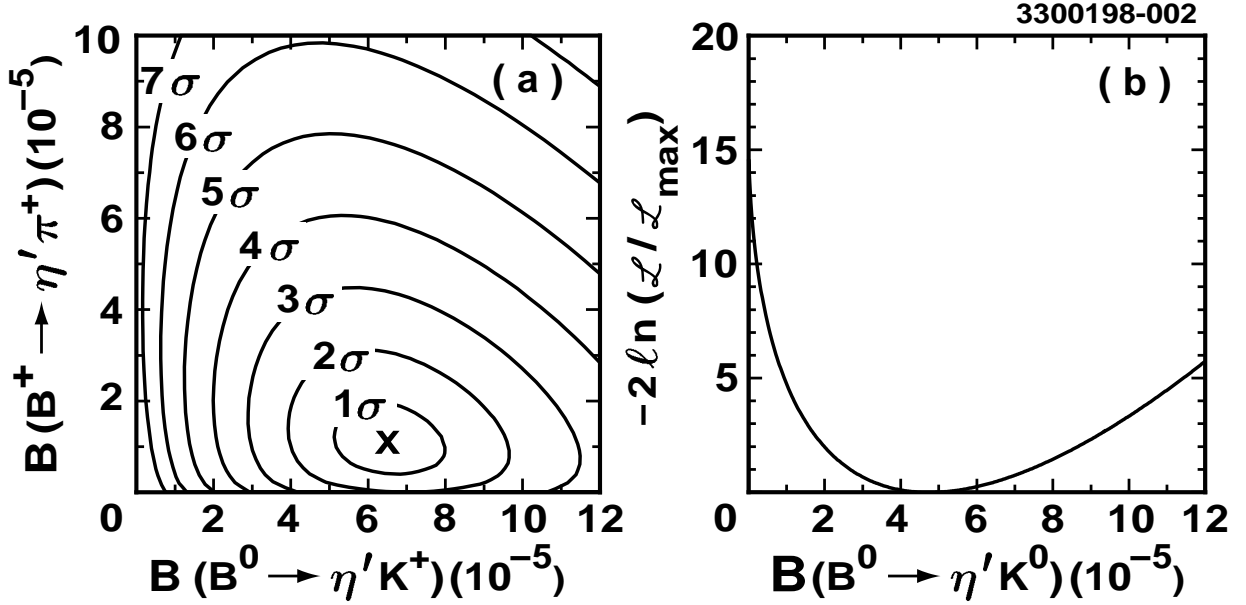 3300198-002
10
8
6
4
2
0
B(B+ → η′π+)(10−5)
7σ
6σ
5σ
4σ
3σ
2σ
1σ
x
(a)
2 4 6 8 10 12
B(B0 → η′K+)(10−5)
20
15
10
5
0
−2ℓn(ℒ/ℒmax)
(b)
2 4 6 8 10 12
B(B0 → η′K0)(10−5)